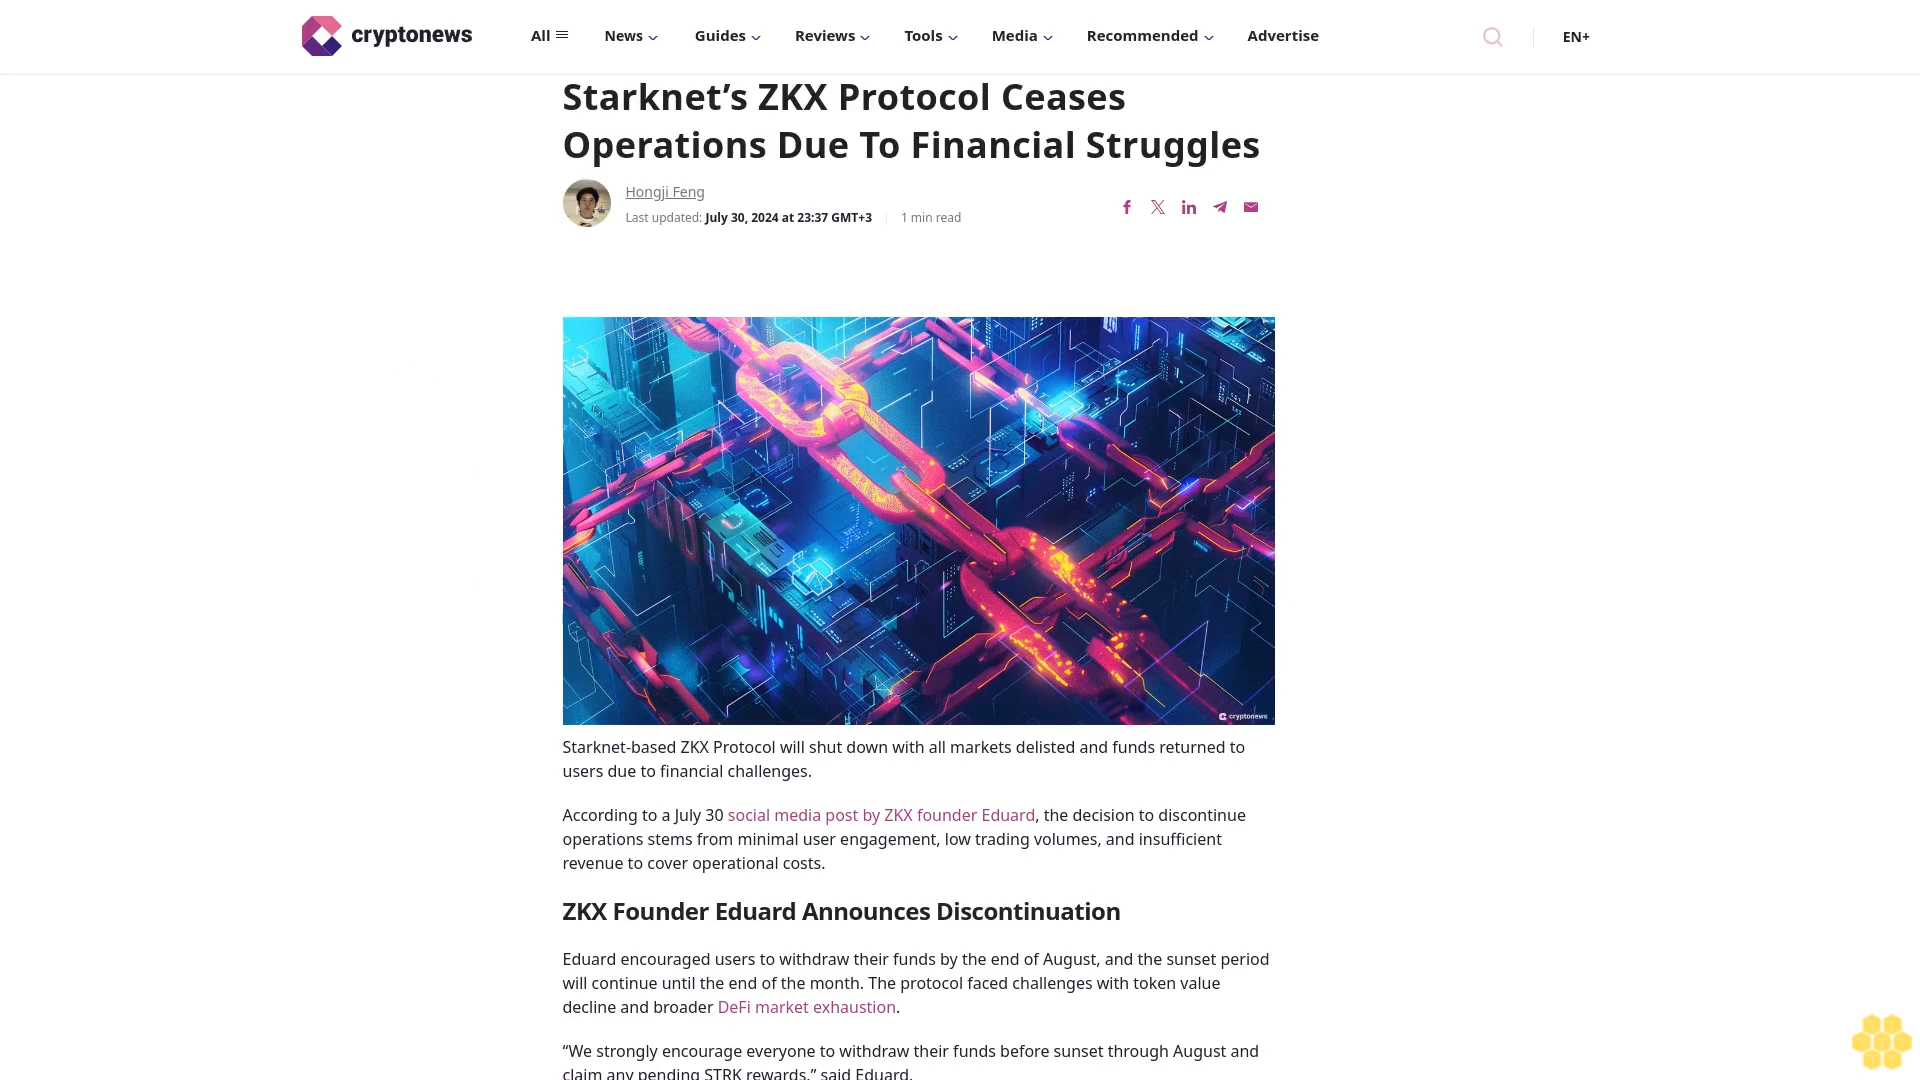 cryptonews
All
News
Guides
Reviews
Tools
Media
Recommended
Advertise
EN+
Starknet’s ZKX Protocol Ceases
Operations Due To Financial Struggles
Hongji Feng
Last updated: July 30, 2024 at 23:37 GMT+3
1 min read
cryptonews
Starknet-based ZKX Protocol will shut down with all markets delisted and funds returned to
users due to financial challenges.
According to a July 30 social media post by ZKX founder Eduard, the decision to discontinue
operations stems from minimal user engagement, low trading volumes, and insufficient
revenue to cover operational costs.
ZKX Founder Eduard Announces Discontinuation
Eduard encouraged users to withdraw their funds by the end of August, and the sunset period
will continue until the end of the month. The protocol faced challenges with token value
decline and broader DeFi market exhaustion.
“We strongly encourage everyone to withdraw their funds before sunset through August and
claim any pending STRK rewards,” said Eduard.